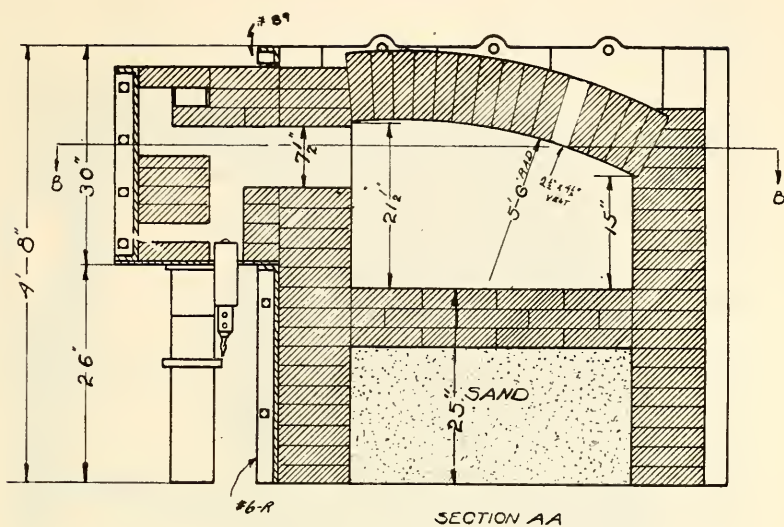 # 89
4'-8"
30"
26"
B
7½"
21½"
5'-6" RAD
2½" x 4½"
VENT
15"
B
25"
SAND
#6-R
SECTION AA